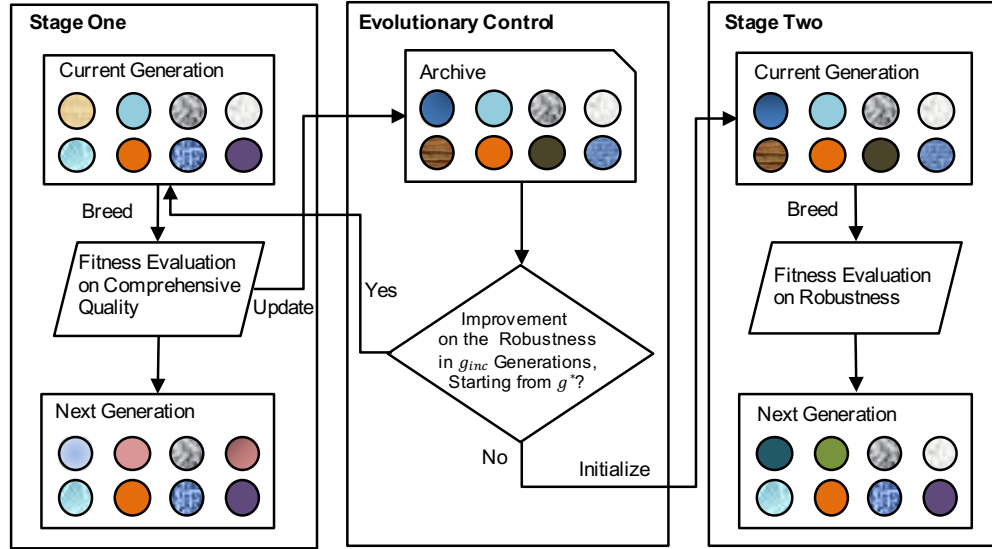 Stage One
Current Generation
Breed
Fitness Evaluation
on Comprehensive
Quality
Update
Next Generation
Evolutionary Control
Archive
Yes
Improvement
on the Robustness
in g_inc Generations,
Starting from g*?
No
Initialize
Stage Two
Current Generation
Breed
Fitness Evaluation
on Robustness
Next Generation